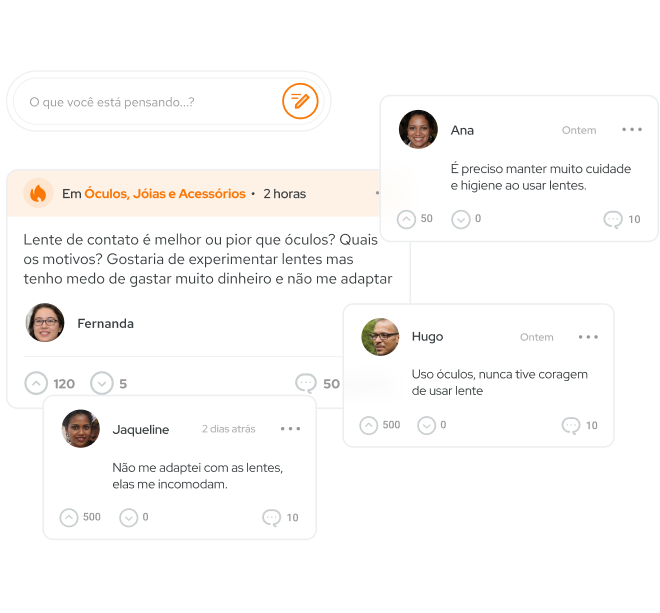 O que você está pensando...?
Em Óculos, Jóias e Acessórios • 2 horas
Lente de contato é melhor ou pior que óculos? Quais
os motivos? Gostaria de experimentar lentes mas
tenho medo de gastar muito dinheiro e não me adaptar
Fernanda
120
5
50
Ana
Ontem
É preciso manter muito cuidade
e higiene ao usar lentes.
50
0
10
Hugo
Ontem
Uso óculos, nunca tive coragem
de usar lente
500
0
10
Jaqueline
2 dias atrás
Não me adaptei com as lentes,
elas me incomodam.
500
0
10